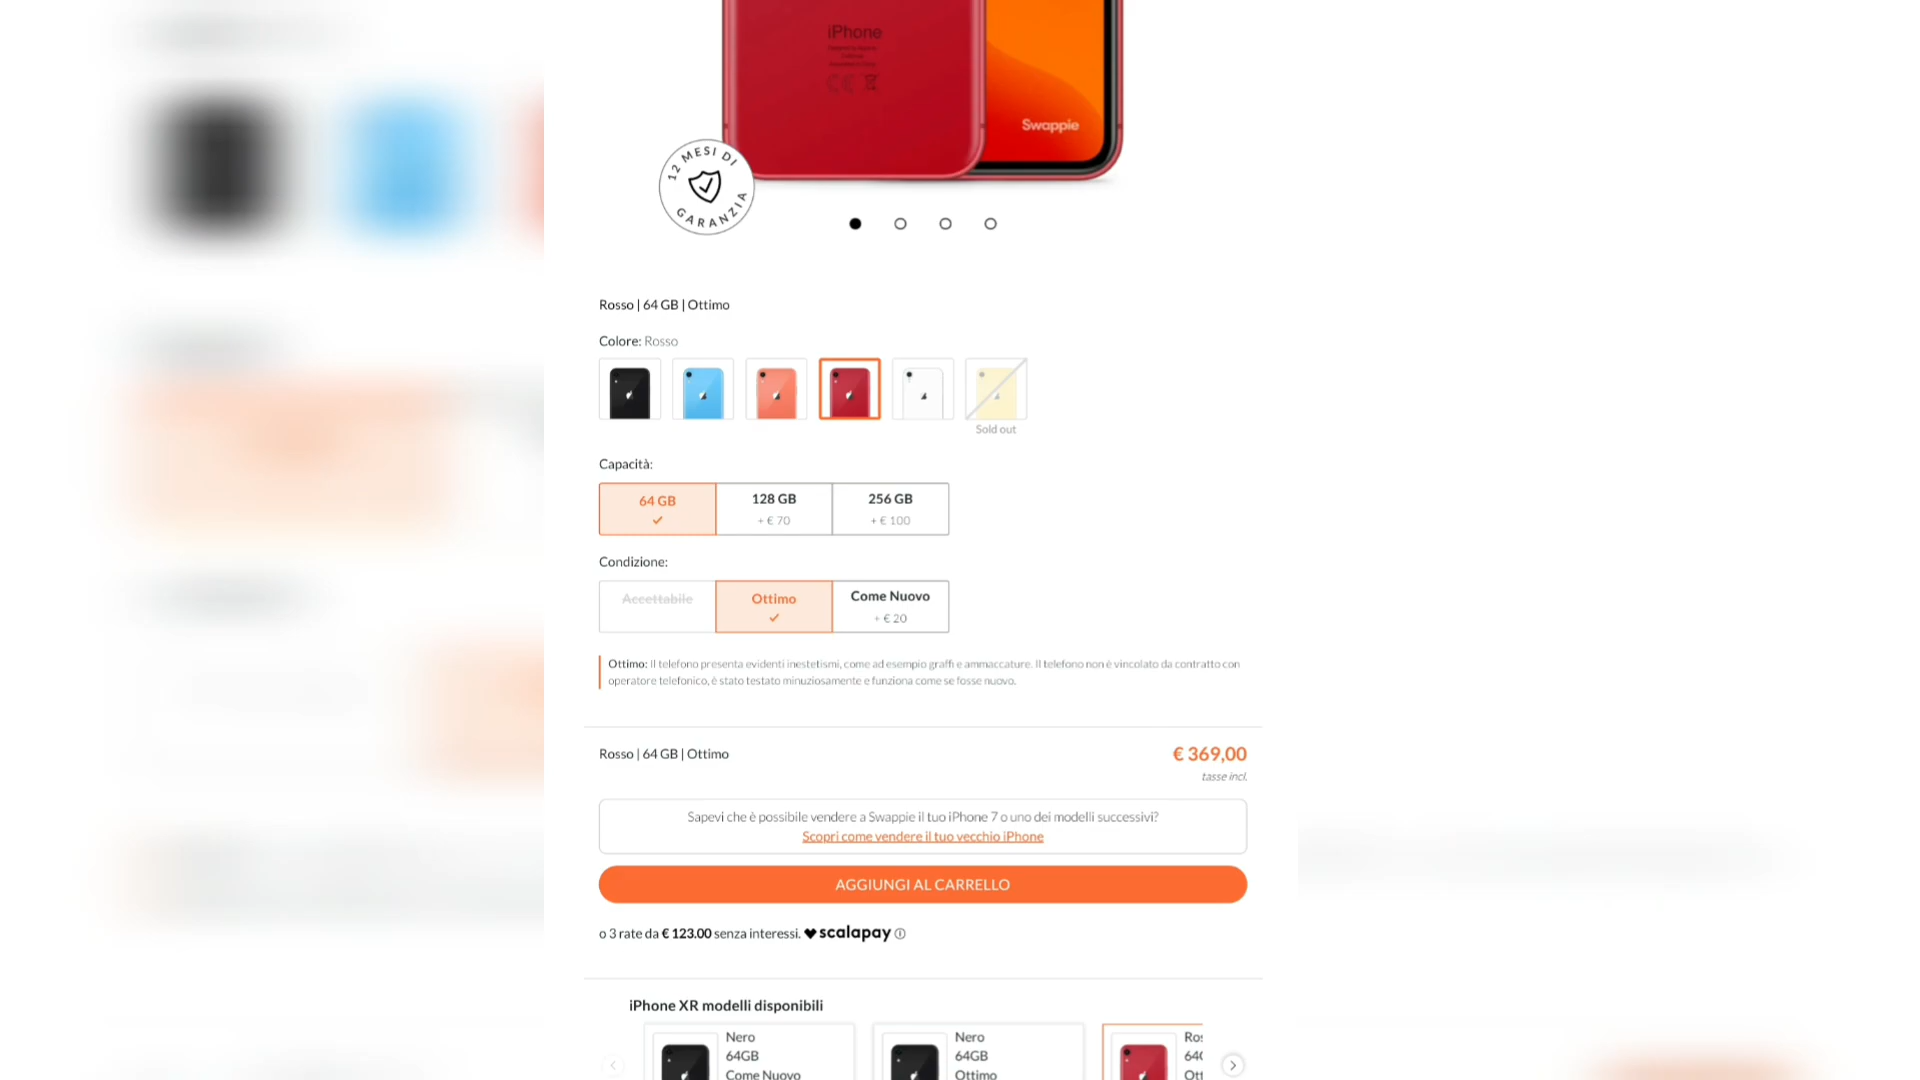 iPhone
Swappie
12 MESI DI
GARANZIA
Rosso | 64 GB | Ottimo
Colore: Rosso
Sold out
Capacità:
64 GB
128 GB
256 GB
+ € 70
+ € 100
Condizione:
Accettabile
Ottimo
Come Nuovo
+ € 20
Ottimo: Il telefono presenta evidenti inestetismi, come ad esempio graffi e ammaccature. Il telefono non è vincolato da contratto con
operatore telefonico, è stato testato minuziosamente e funziona come se fosse nuovo.
Rosso | 64 GB | Ottimo
€ 369,00
tasse incl.
Sapevi che è possibile vendere a Swappie il tuo iPhone 7 o uno dei modelli successivi?
Scopri come vendere il tuo vecchio iPhone
AGGIUNGI AL CARRELLO
o 3 rate da € 123.00 senza interessi. scalapay
iPhone XR modelli disponibili
Nero
64GB
Come Nuovo
Nero
64GB
Ottimo